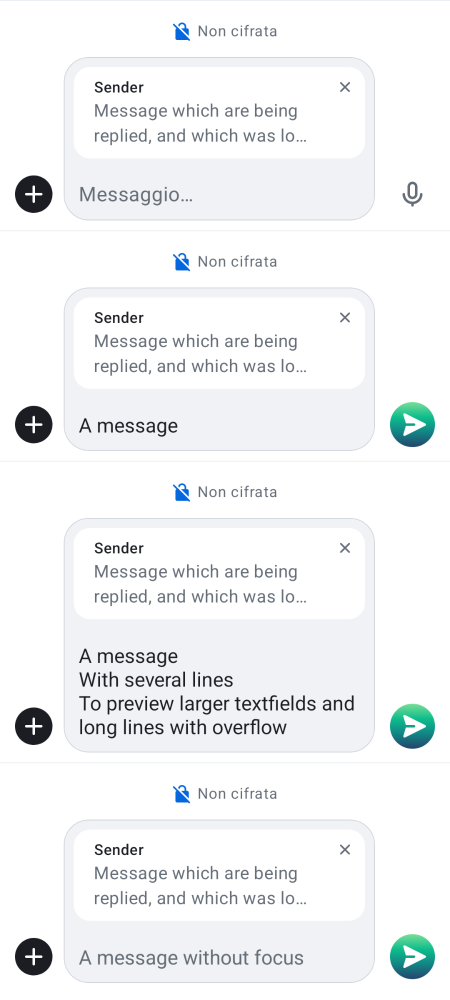 Non cifrata
Sender
Message which are being
replied, and which was lo…
Messaggio…
Non cifrata
Sender
Message which are being
replied, and which was lo…
A message
Non cifrata
Sender
Message which are being
replied, and which was lo…
A message
With several lines
To preview larger textfields and
long lines with overflow
Non cifrata
Sender
Message which are being
replied, and which was lo…
A message without focus